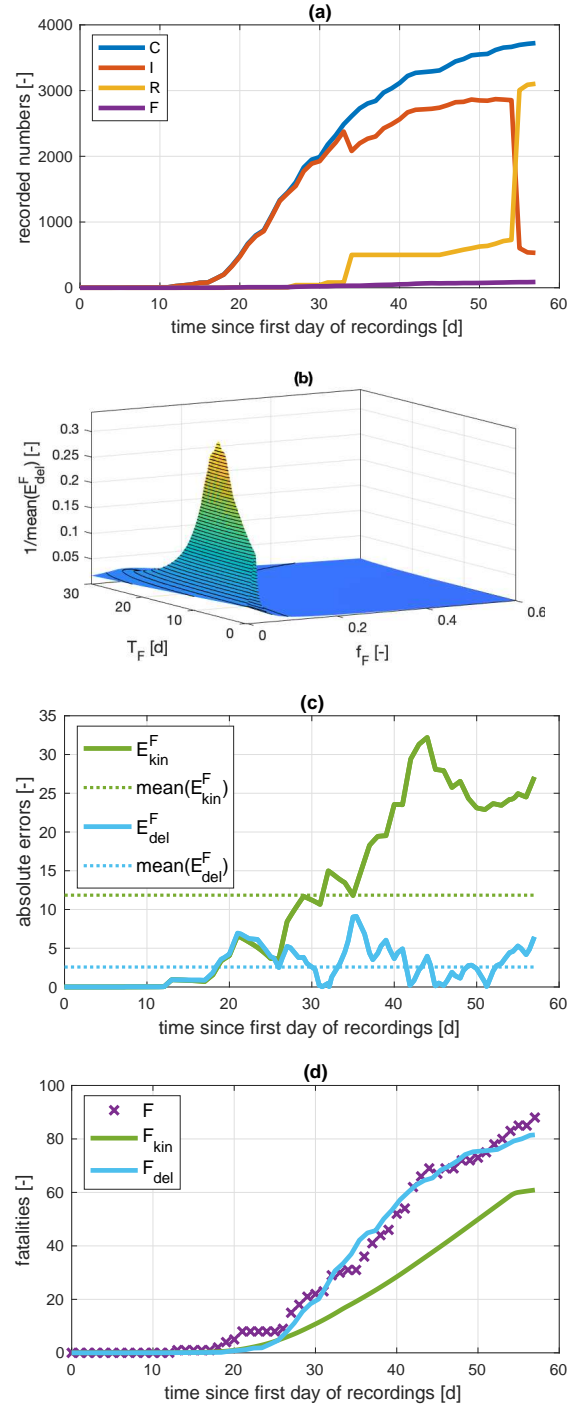 (a)
4000
3000
2000
1000
0
recorded numbers [-]
C
I
R
F
0 10 20 30 40 50 60
time since first day of recordings [d]
(b)
1/mean(E^F_del) [-]
0.3
0.25
0.2
0.15
0.1
0.05
30
20
10
0
T_F [d]
0
0.2
0.4
0.6
f_F [-]
(c)
35
30
25
20
15
10
5
0
absolute errors [-]
E^F_kin
mean(E^F_kin)
E^F_del
mean(E^F_del)
0 10 20 30 40 50 60
time since first day of recordings [d]
(d)
100
80
60
40
20
0
fatalities [-]
F
F_kin
F_del
0 10 20 30 40 50 60
time since first day of recordings [d]